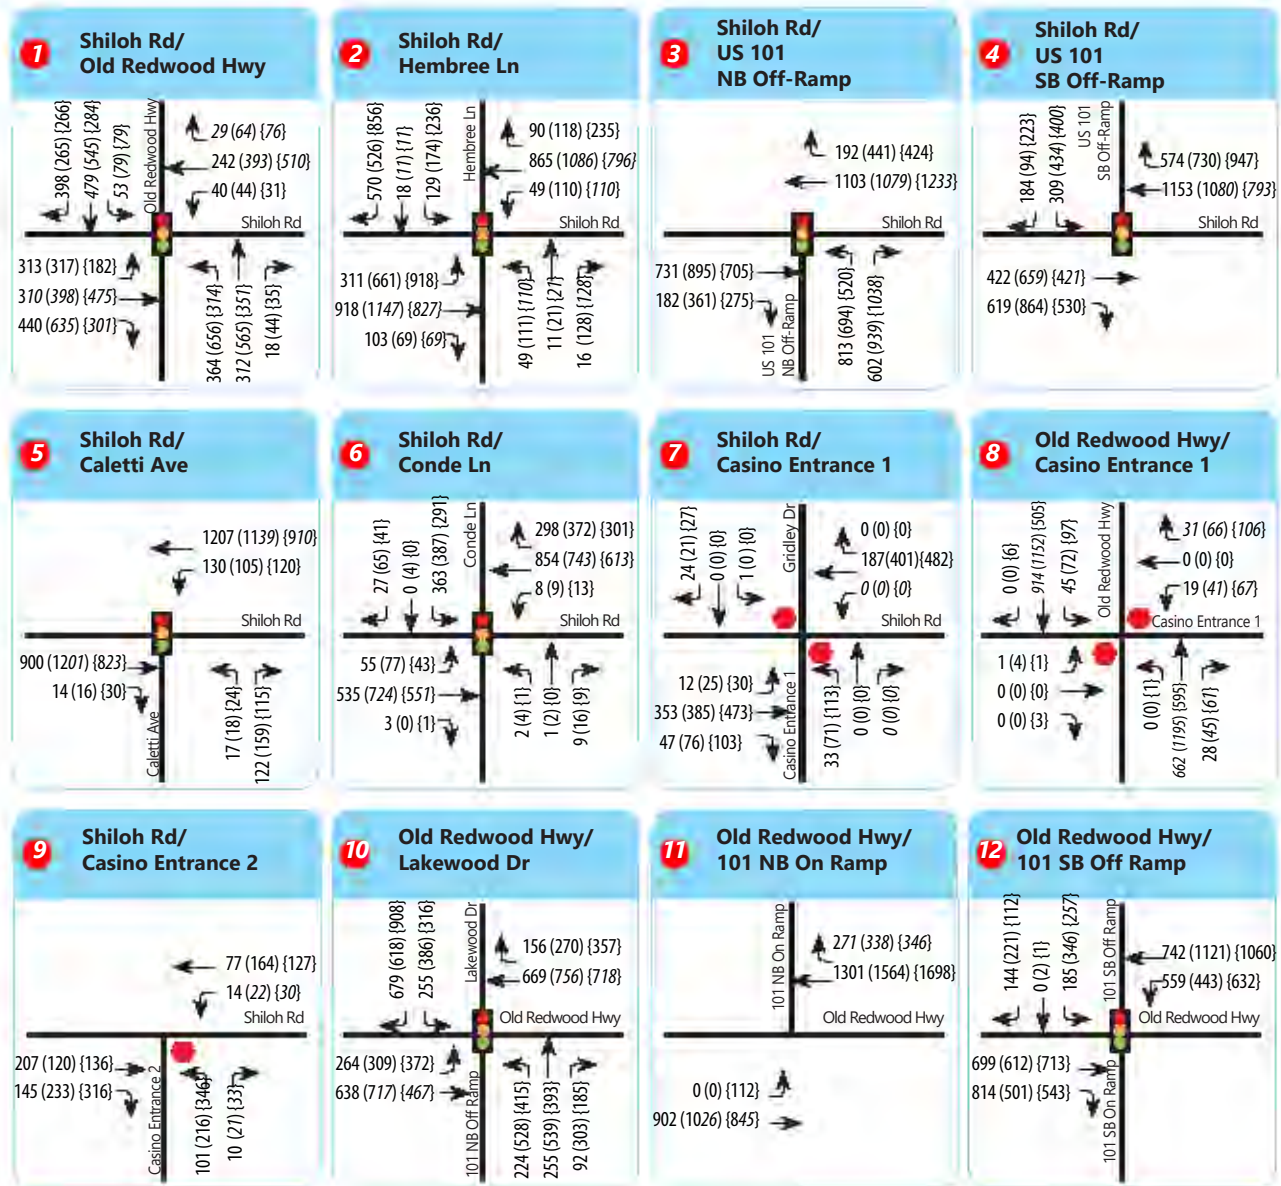 1
Shiloh Rd/
Old Redwood Hwy
398 (265) {266}
479 (545) {284}
53 (79) {79}
Old Redwood Hwy
29 (64) {76}
242 (393) {510}
40 (44) {31}
Shiloh Rd
313 (317) {182}
310 (398) {475}
440 (635) {301}
364 (656) {314}
312 (565) {351}
18 (44) {35}
2
Shiloh Rd/
Hembree Ln
570 (526) {856}
18 (11) {11}
129 (174) {236}
Hembree Ln
90 (118) {235}
865 (1086) {796}
49 (110) {110}
Shiloh Rd
311 (661) {918}
918 (1147) {827}
103 (69) {69}
49 (111) {110}
11 (21) {21}
16 (128) {128}
3
Shiloh Rd/
US 101
NB Off-Ramp
192 (441) {424}
1103 (1079) {1233}
Shiloh Rd
731 (895) {705}
182 (361) {275}
US 101
NB Off-Ramp
813 (694) {520}
602 (939) {1038}
4
Shiloh Rd/
US 101
SB Off-Ramp
184 (94) {223}
309 (434) {400}
US 101
SB Off-Ramp
574 (730) {947}
1153 (1080) {793}
Shiloh Rd
422 (659) {421}
619 (864) {530}
5
Shiloh Rd/
Caletti Ave
1207 (1139) {910}
130 (105) {120}
Shiloh Rd
900 (1201) {823}
14 (16) {30}
Caletti Ave
17 (18) {24}
122 (159) {115}
6
Shiloh Rd/
Conde Ln
27 (65) {41}
0 (4) {0}
363 (387) {291}
Conde Ln
298 (372) {301}
854 (743) {613}
8 (9) {13}
Shiloh Rd
55 (77) {43}
535 (724) {551}
3 (0) {1}
2 (4) {1}
1 (2) {0}
9 (16) {9}
7
Shiloh Rd/
Casino Entrance 1
24 (21) {27}
0 (0) {0}
1 (0 ) {0}
Gridley Dr
0 (0) {0}
187(401){482}
0 (0) {0}
Shiloh Rd
12 (25) {30}
353 (385) {473}
47 (76) {103}
Casino Entrance 1
33 (71) {113}
0 (0) {0}
0 (0) {0}
8
Old Redwood Hwy/
Casino Entrance 1
0 (0) {6}
914 (1152) {505}
45 (72) {97}
Old Redwood Hwy
31 (66) {106}
0 (0) {0}
19 (41) {67}
Casino Entrance 1
1 (4) {1}
0 (0) {0}
0 (0) {3}
0 (0) {1}
662 (1195) {595}
28 (45) {67}
9
Shiloh Rd/
Casino Entrance 2
77 (164) {127}
14 (22) {30}
Shiloh Rd
207 (120) {136}
145 (233) {316}
Casino Entrance 2
101 (216) {346}
10 (21) {33}
10
Old Redwood Hwy/
Lakewood Dr
679 (618) {908}
255 (386) {316}
Lakewood Dr
156 (270) {357}
669 (756) {718}
Old Redwood Hwy
264 (309) {372}
638 (717) {467}
101 NB Off Ramp
224 (528) {415}
255 (539) {393}
92 (303) {185}
11
Old Redwood Hwy/
101 NB On Ramp
101 NB On Ramp
271 (338) {346}
1301 (1564) {1698}
Old Redwood Hwy
0 (0) {112}
902 (1026) {845}
12
Old Redwood Hwy/
101 SB Off Ramp
144 (221) {112}
0 (2) {1}
185 (346) {257}
101 SB Off Ramp
742 (1121) {1060}
559 (443) {632}
Old Redwood Hwy
699 (612) {713}
814 (501) {543}
101 SB On Ramp